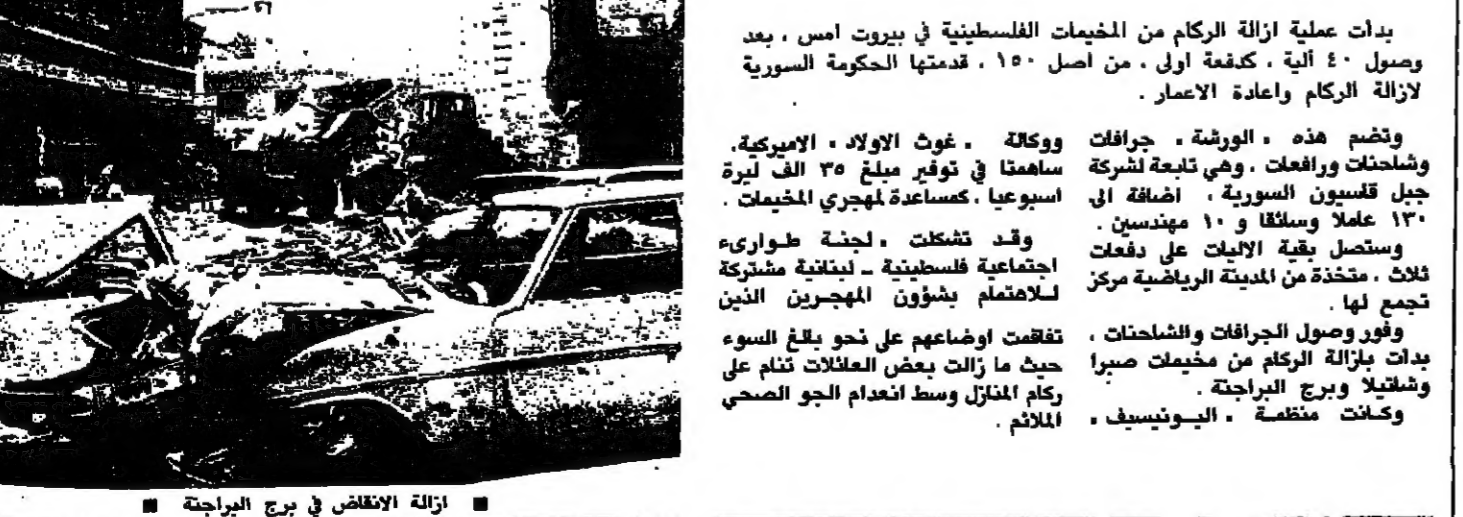 بدأت عملية ازالة الركام من المخيمات الفلسطينية في بيروت امس ، بعد
وصول ٤٠ ألية ، كدفعة اولى ، من اصل ١٥٠ ، قدمتها الحكومة السورية
لازالة الركام واعادة الاعمار .
وتضم هذه « الورشة » جرافات
وشاحنات ورافعات ، وهي تابعة لشركة
جبل قاسيون السورية ، اضافة الى
١٣٠ عاملا وسائقا و ١٠ مهندسين .
وستصل بقية الاليات على دفعات
ثلاث ، متخذة من المدينة الرياضية مركز
تجمع لها .
وفور وصول الجرافات والشاحنات ،
بدأت بازالة الركام من مخيمات صبرا
وشاتيلا وبرج البراجنة .
وكانت منظمة « اليونيسيف »
ووكالة « غوث الاولاد » الاميركية،
ساهمتا في توفير مبلغ ٣٥ الف ليرة
اسبوعيا ، كمساعدة لمهجري المخيمات .
وقد تشكلت « لجنة طوارىء
اجتماعية فلسطينية ـ لبنانية مشتركة
للاهتمام بشؤون المهجرين الذين
تفاقمت اوضاعهم على نحو بالغ السوء
حيث ما زالت بعض العائلات تنام على
ركام المنازل وسط انعدام الجو الصحي
الملائم .
■ ازالة الانقاض في برج البراجنة ■